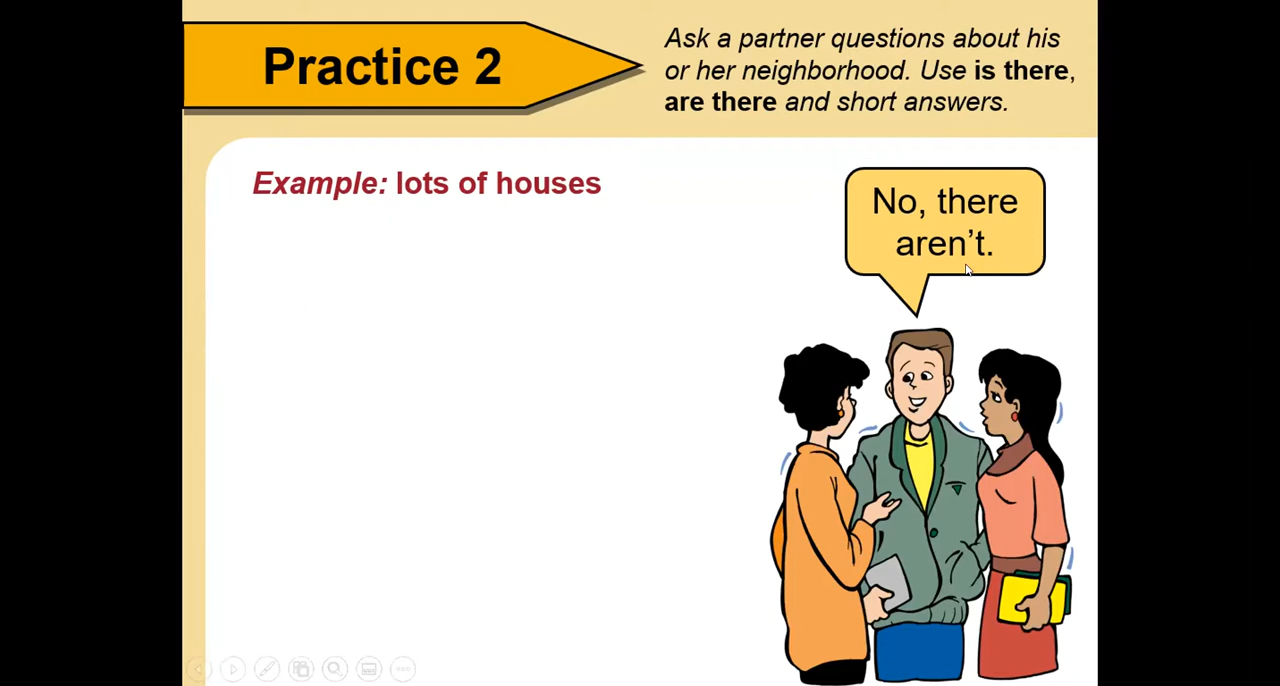 Practice 2
Ask a partner questions about his
or her neighborhood. Use is there,
are there and short answers.
Example: lots of houses
No, there
aren’t.